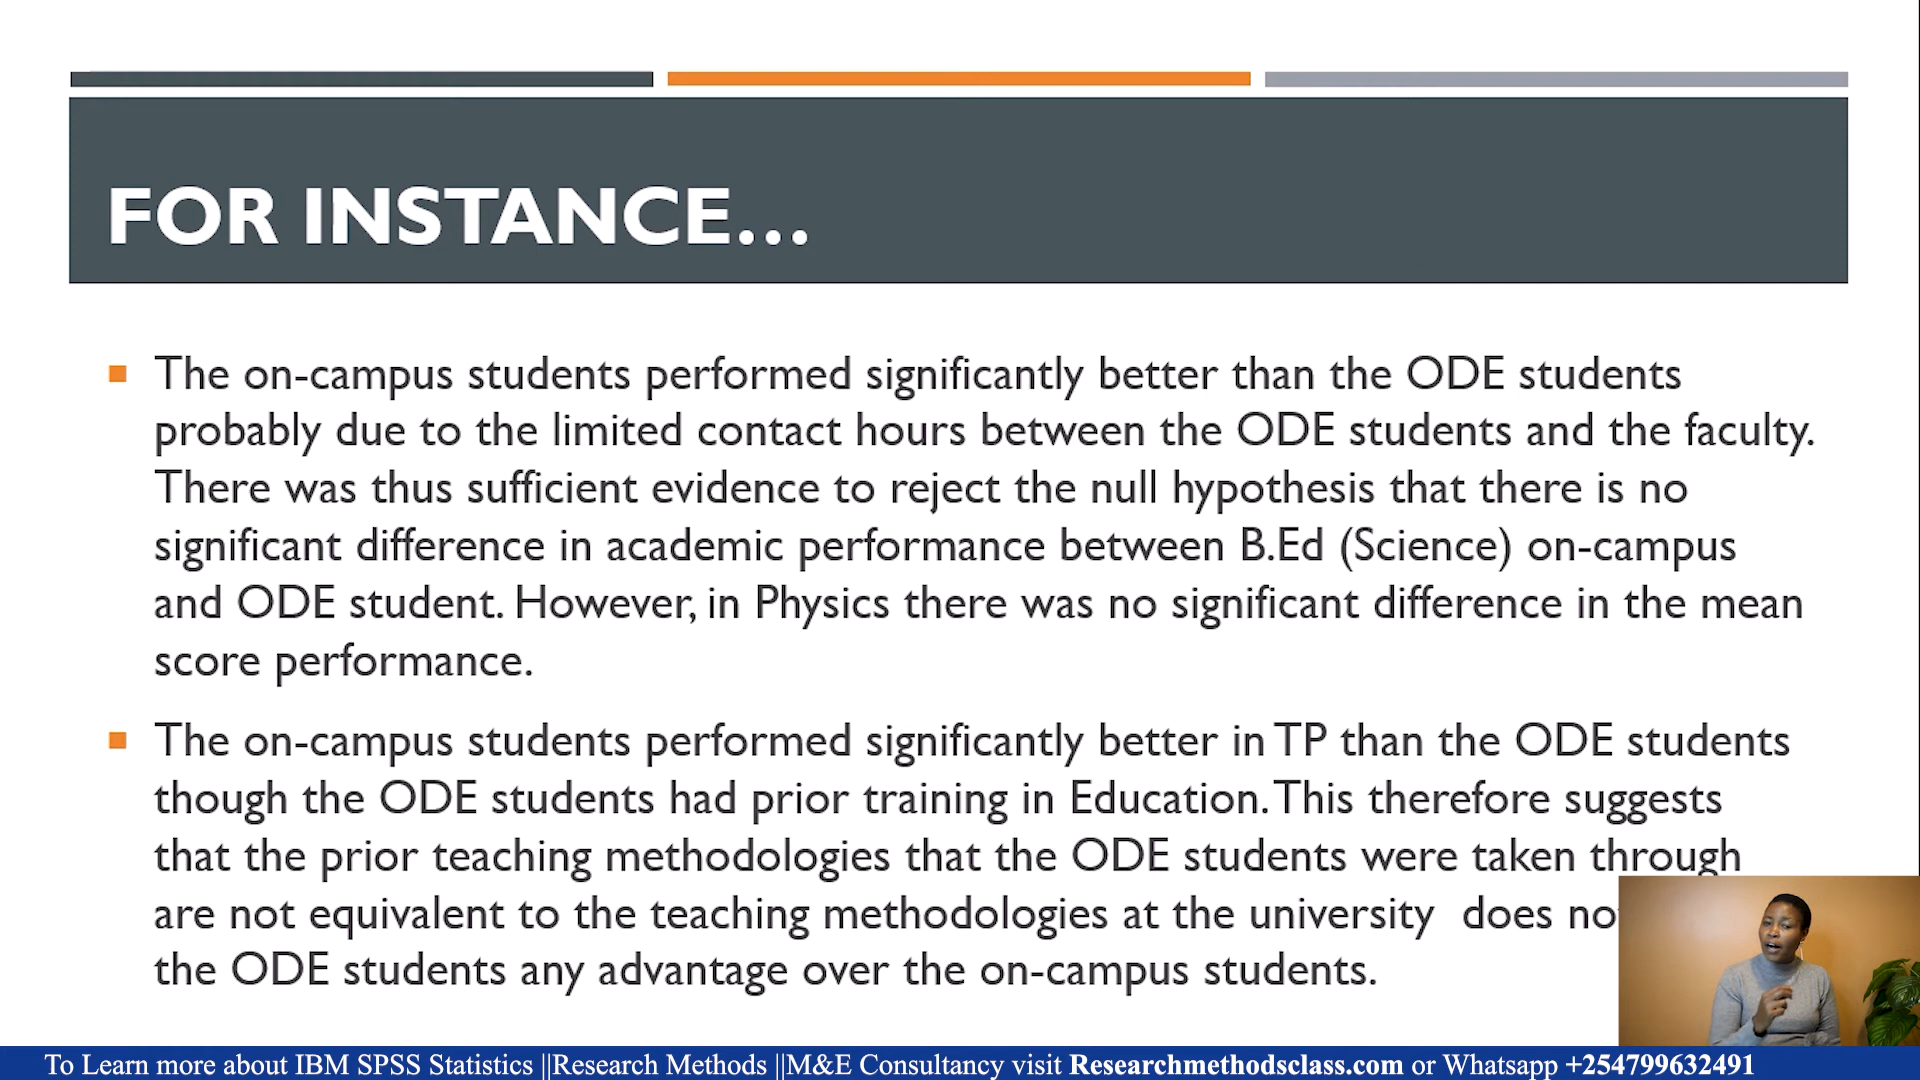 FOR INSTANCE...
The on-campus students performed significantly better than the ODE students
probably due to the limited contact hours between the ODE students and the faculty.
There was thus sufficient evidence to reject the null hypothesis that there is no
significant difference in academic performance between B.Ed (Science) on-campus
and ODE student. However, in Physics there was no significant difference in the mean
score performance.
The on-campus students performed significantly better in TP than the ODE students
though the ODE students had prior training in Education. This therefore suggests
that the prior teaching methodologies that the ODE students were taken through
are not equivalent to the teaching methodologies at the university does
the ODE students any advantage over the on-campus students.
To Learn more about IBM SPSS Statistics ||Research Methods ||M&E Consultancy visit Researchmethodsclass.com or Whatsapp +254799632491